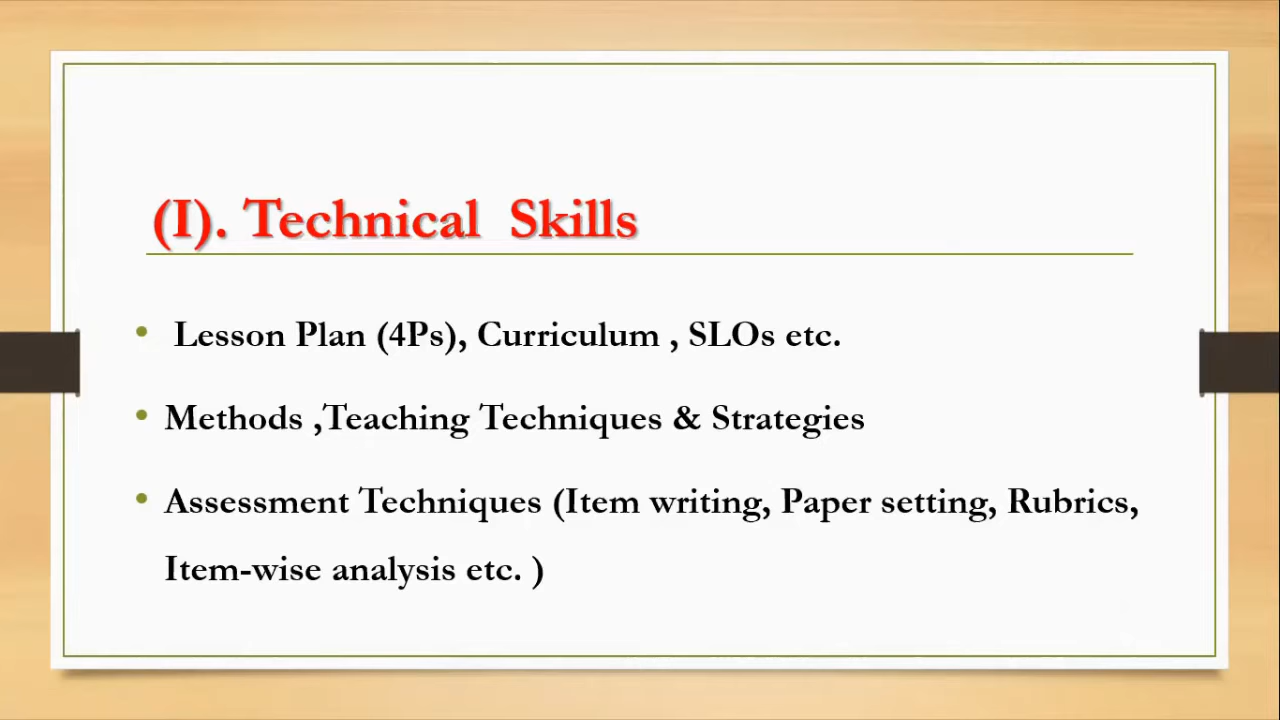 (I). Technical Skills
• Lesson Plan (4Ps), Curriculum , SLOs etc.
• Methods ,Teaching Techniques & Strategies
• Assessment Techniques (Item writing, Paper setting, Rubrics,
Item-wise analysis etc. )